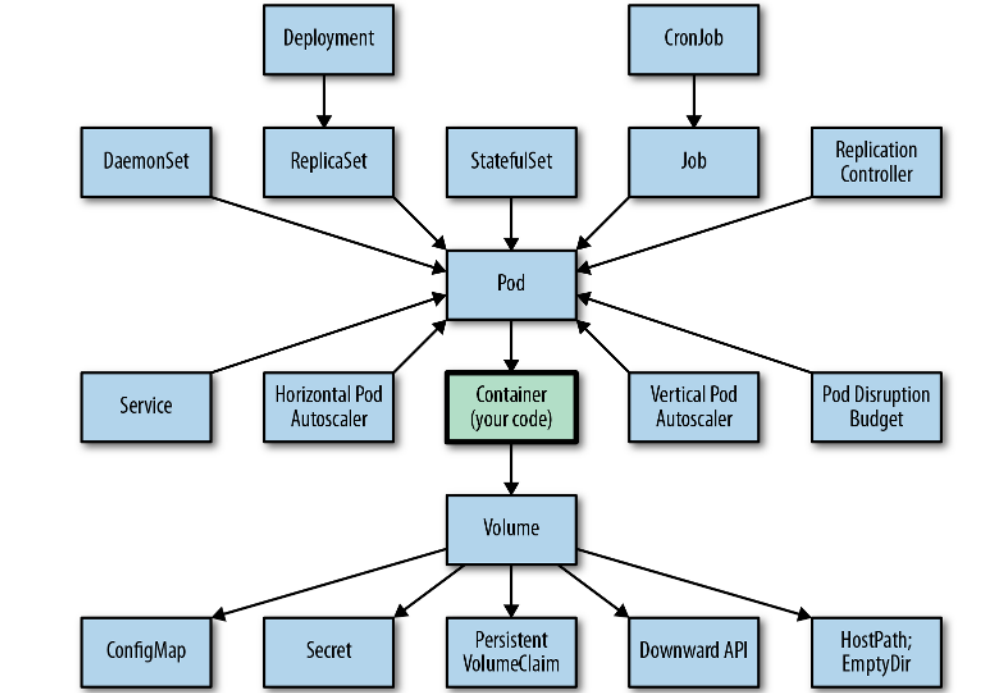 Deployment
CronJob
DaemonSet
ReplicaSet
StatefulSet
Job
Replication
Controller
Pod
Service
Horizontal Pod
Autoscaler
Container
(your code)
Vertical Pod
Autoscaler
Pod Disruption
Budget
Volume
ConfigMap
Secret
Persistent
VolumeClaim
Downward API
HostPath;
EmptyDir